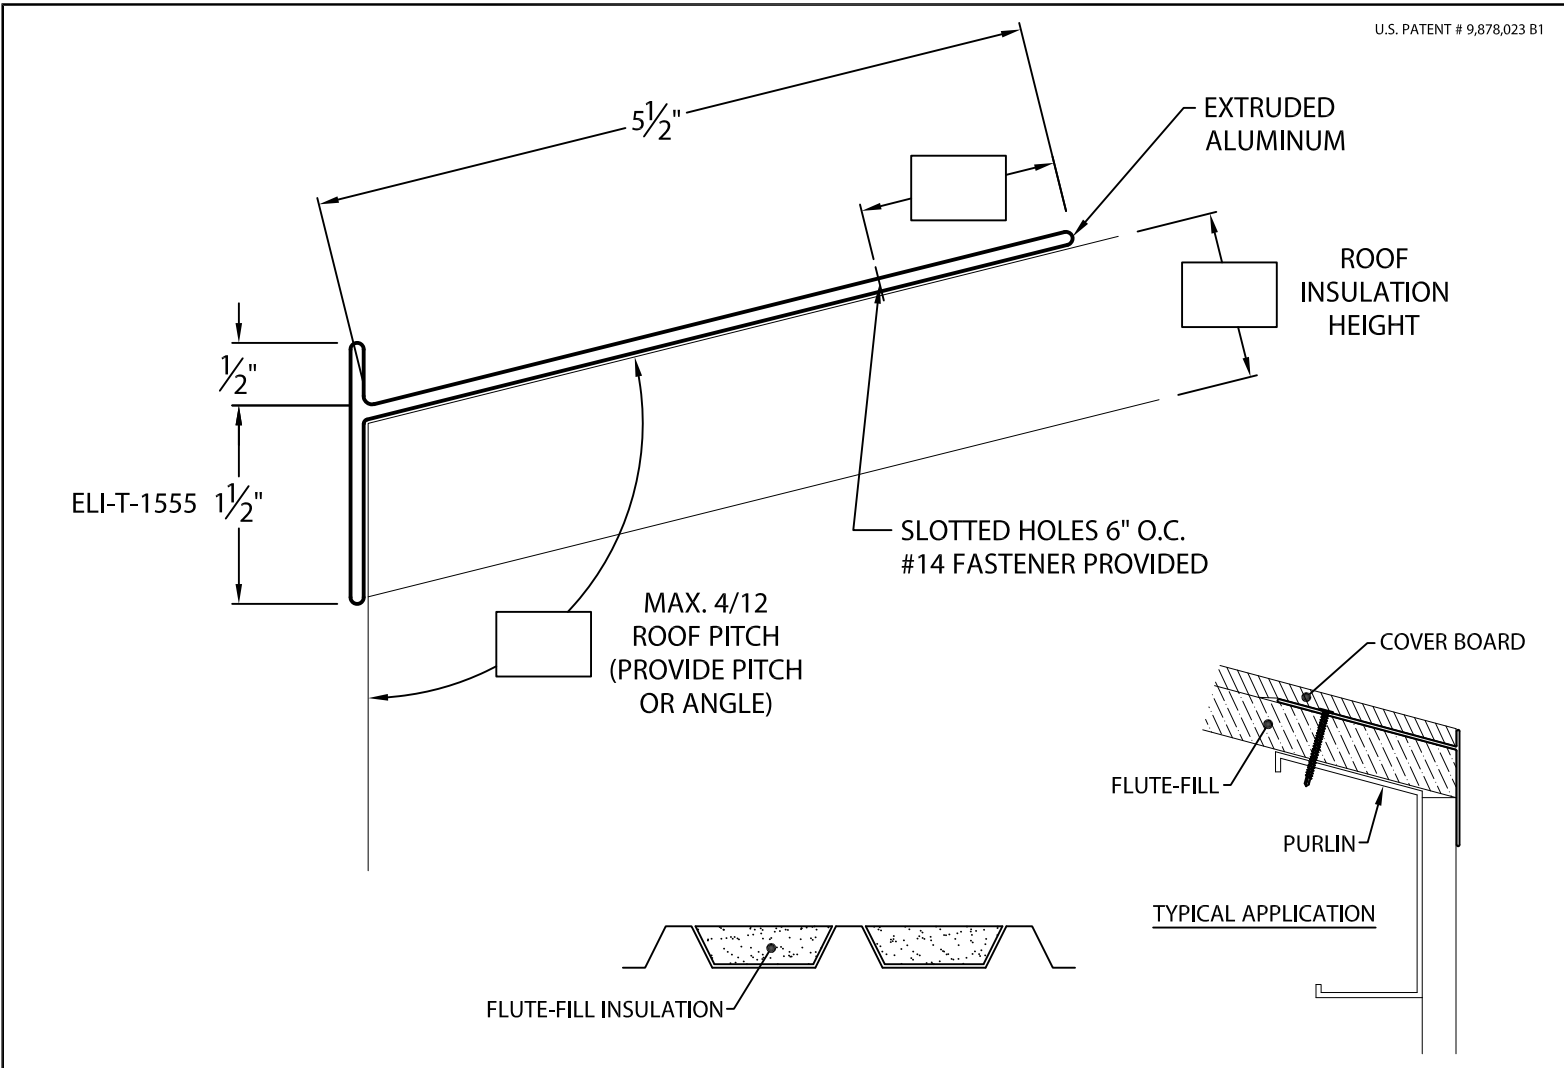 U.S. PATENT # 9,878,023 B1
5½"
EXTRUDED
ALUMINUM
ROOF
INSULATION
HEIGHT
½"
ELI-T-1555 1½"
SLOTTED HOLES 6" O.C.
#14 FASTENER PROVIDED
MAX. 4/12
ROOF PITCH
(PROVIDE PITCH
OR ANGLE)
COVER BOARD
FLUTE-FILL
PURLIN
TYPICAL APPLICATION
FLUTE-FILL INSULATION